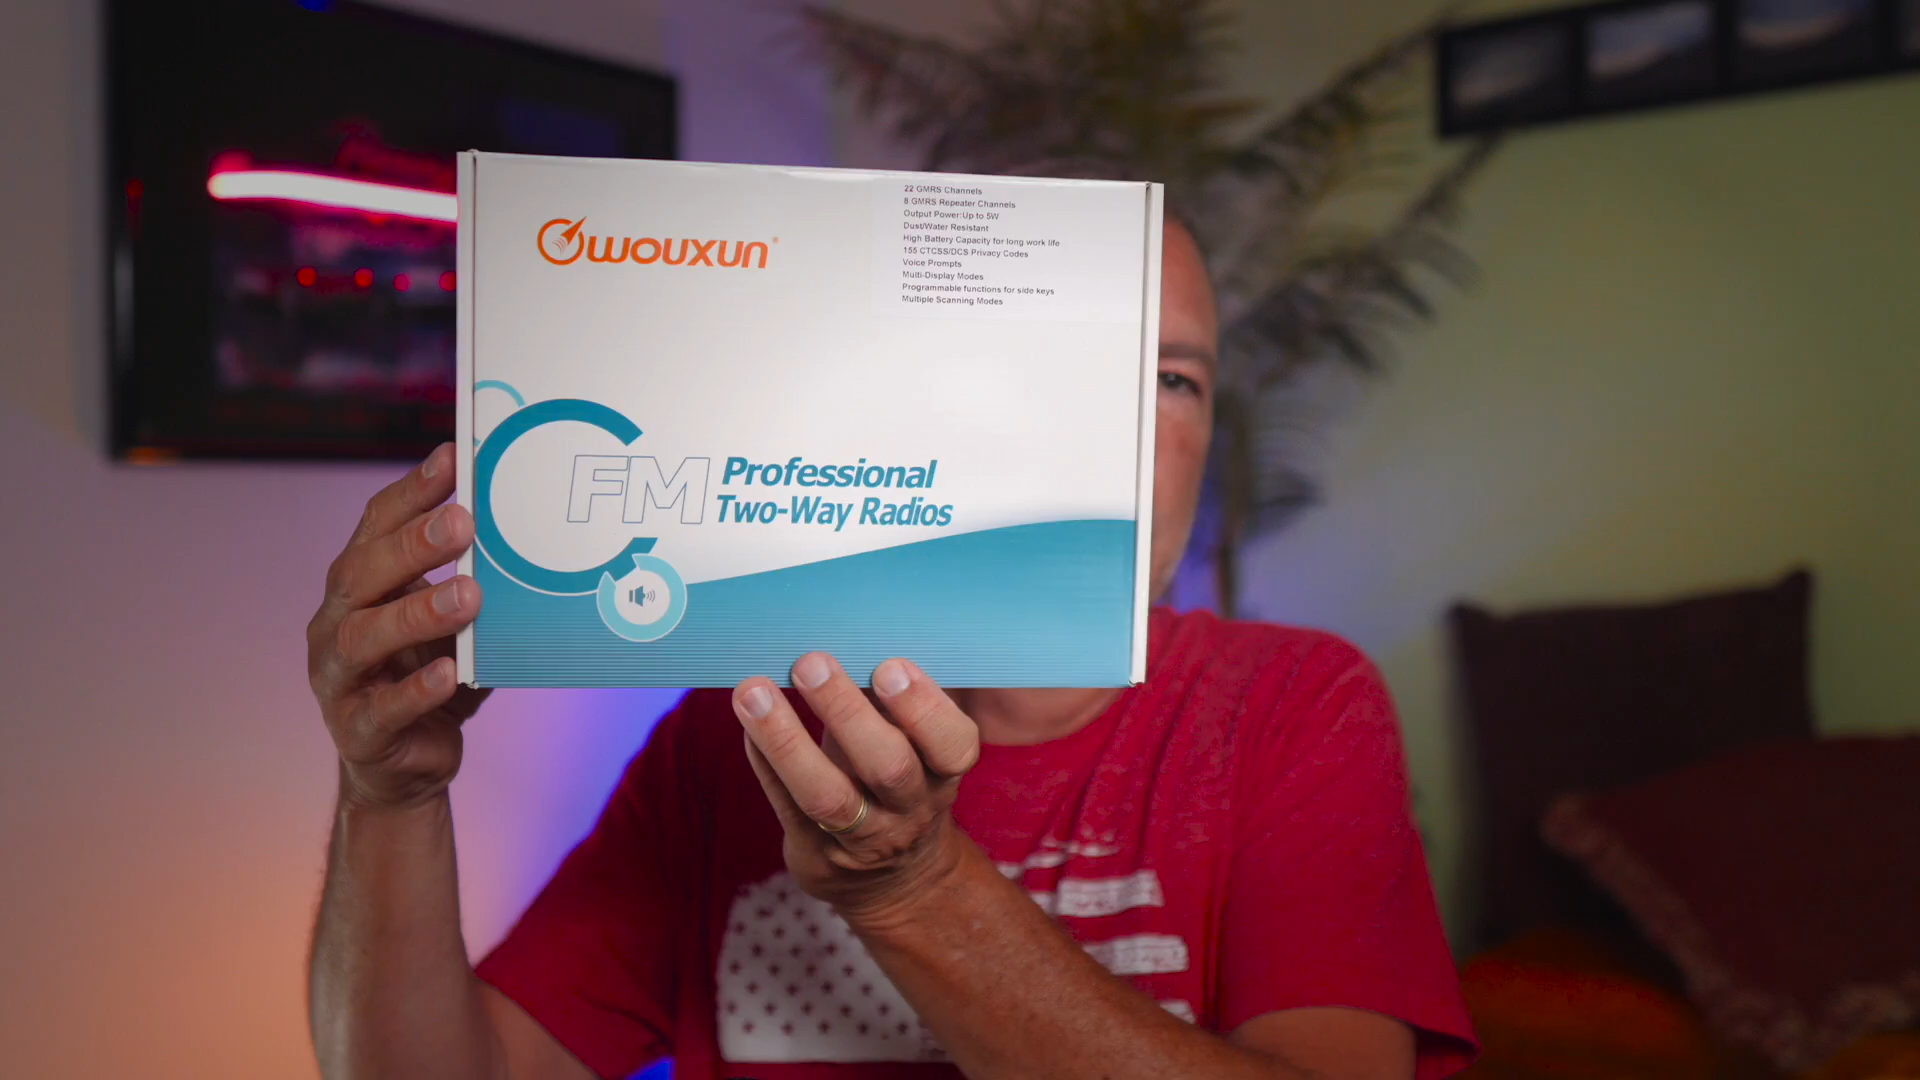 wouxun®
22 GMRS Channels
8 GMRS Repeater Channels
Output Power:Up to 5W
Dust/Water Resistant
High Battery Capacity for long work life
155 CTCSS/DCS Privacy Codes
Voice Prompts
Multi-Display Modes
Programmable functions for side keys
Multiple Scanning Modes
FM Professional
Two-Way Radios